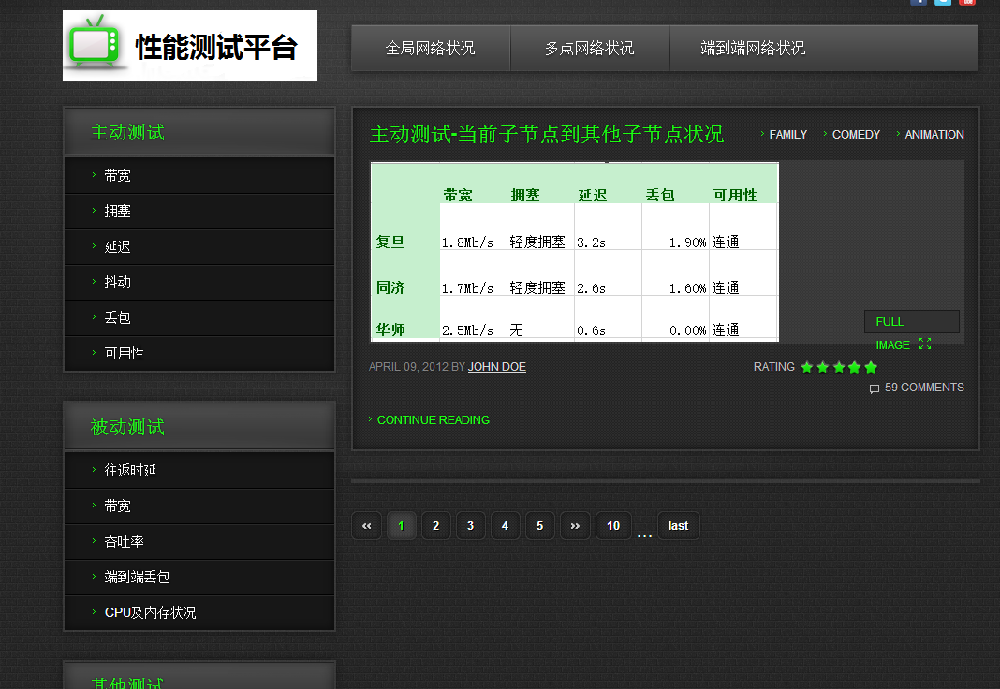 性能测试平台
全局网络状况 多点网络状况 端到端网络状况
主动测试
带宽
拥塞
延迟
抖动
丢包
可用性
被动测试
往返时延
带宽
吞吐率
端到端丢包
CPU及内存状况
其他测试
主动测试-当前子节点到其他子节点状况
FAMILY COMEDY ANIMATION
带宽 拥塞 延迟 丢包 可用性
复旦 1.8Mb/s 轻度拥塞 3.2s 1.90% 连通
同济 1.7Mb/s 轻度拥塞 2.6s 1.60% 连通
华师 2.5Mb/s 无 0.6s 0.00% 连通
FULL
IMAGE
APRIL 09, 2012 BY JOHN DOE
RATING
59 COMMENTS
CONTINUE READING
‹‹ 1 2 3 4 5 ›› 10 ... last